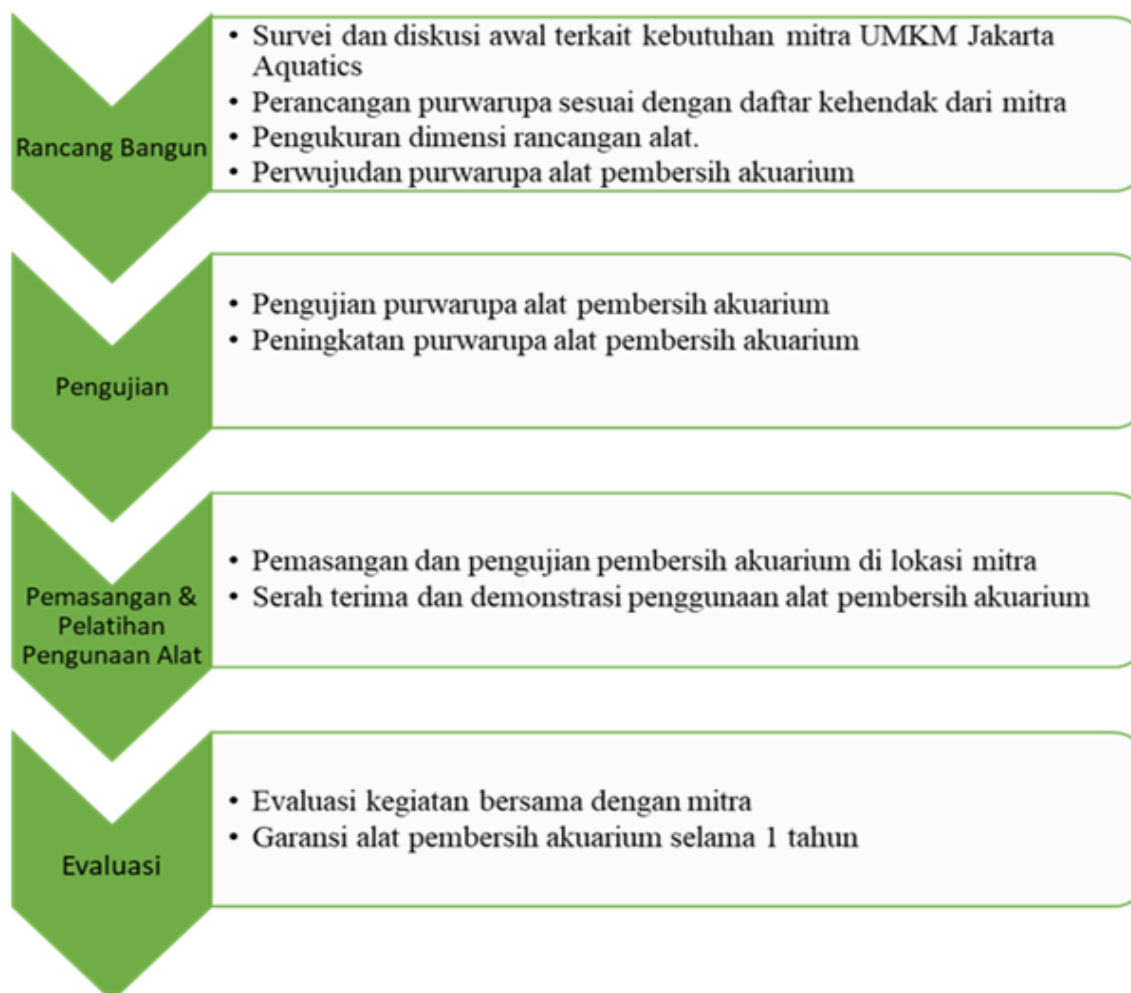 Rancang Bangun
• Survei dan diskusi awal terkait kebutuhan mitra UMKM Jakarta
Aquatics
• Perancangan purwarupa sesuai dengan daftar kehendak dari mitra
• Pengukuran dimensi rancangan alat.
• Perwujudan purwarupa alat pembersih akuarium
Pengujian
• Pengujian purwarupa alat pembersih akuarium
• Peningkatan purwarupa alat pembersih akuarium
Pemasangan &
Pelatihan
Pengunaan Alat
• Pemasangan dan pengujian pembersih akuarium di lokasi mitra
• Serah terima dan demonstrasi penggunaan alat pembersih akuarium
Evaluasi
• Evaluasi kegiatan bersama dengan mitra
• Garansi alat pembersih akuarium selama 1 tahun